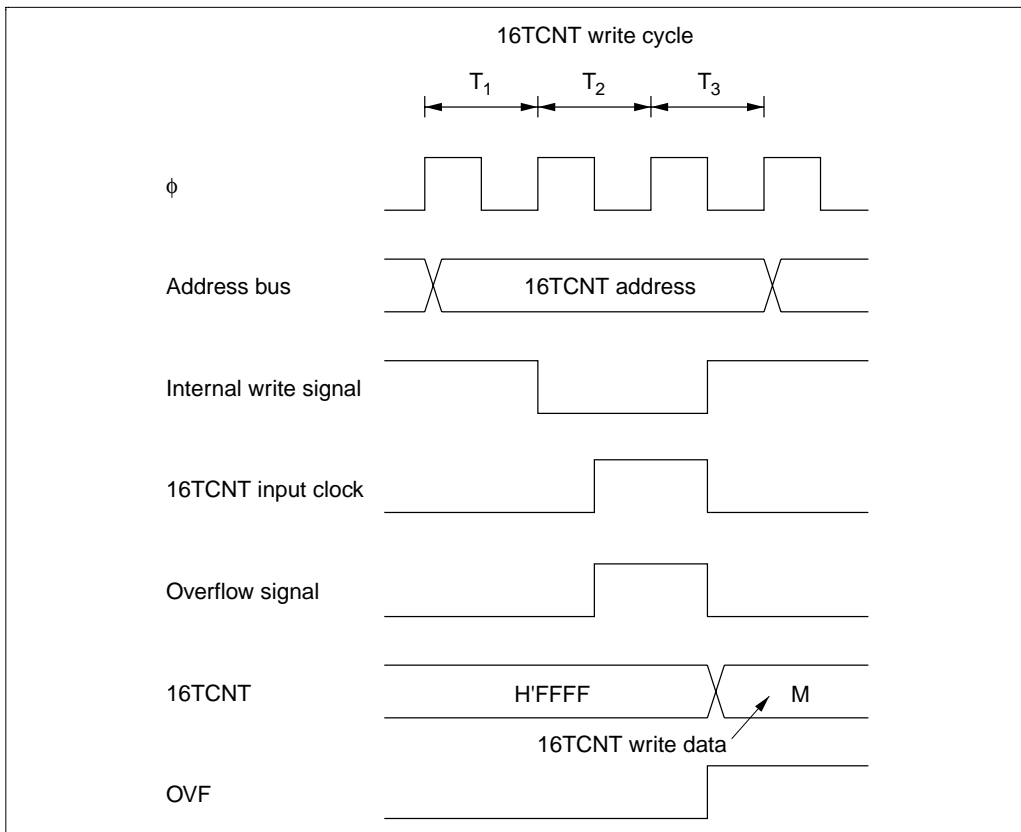 16TCNT write cycle
T1 T2 T3
ϕ
Address bus
16TCNT address
Internal write signal
16TCNT input clock
Overflow signal
16TCNT
H'FFFF
M
16TCNT write data
OVF